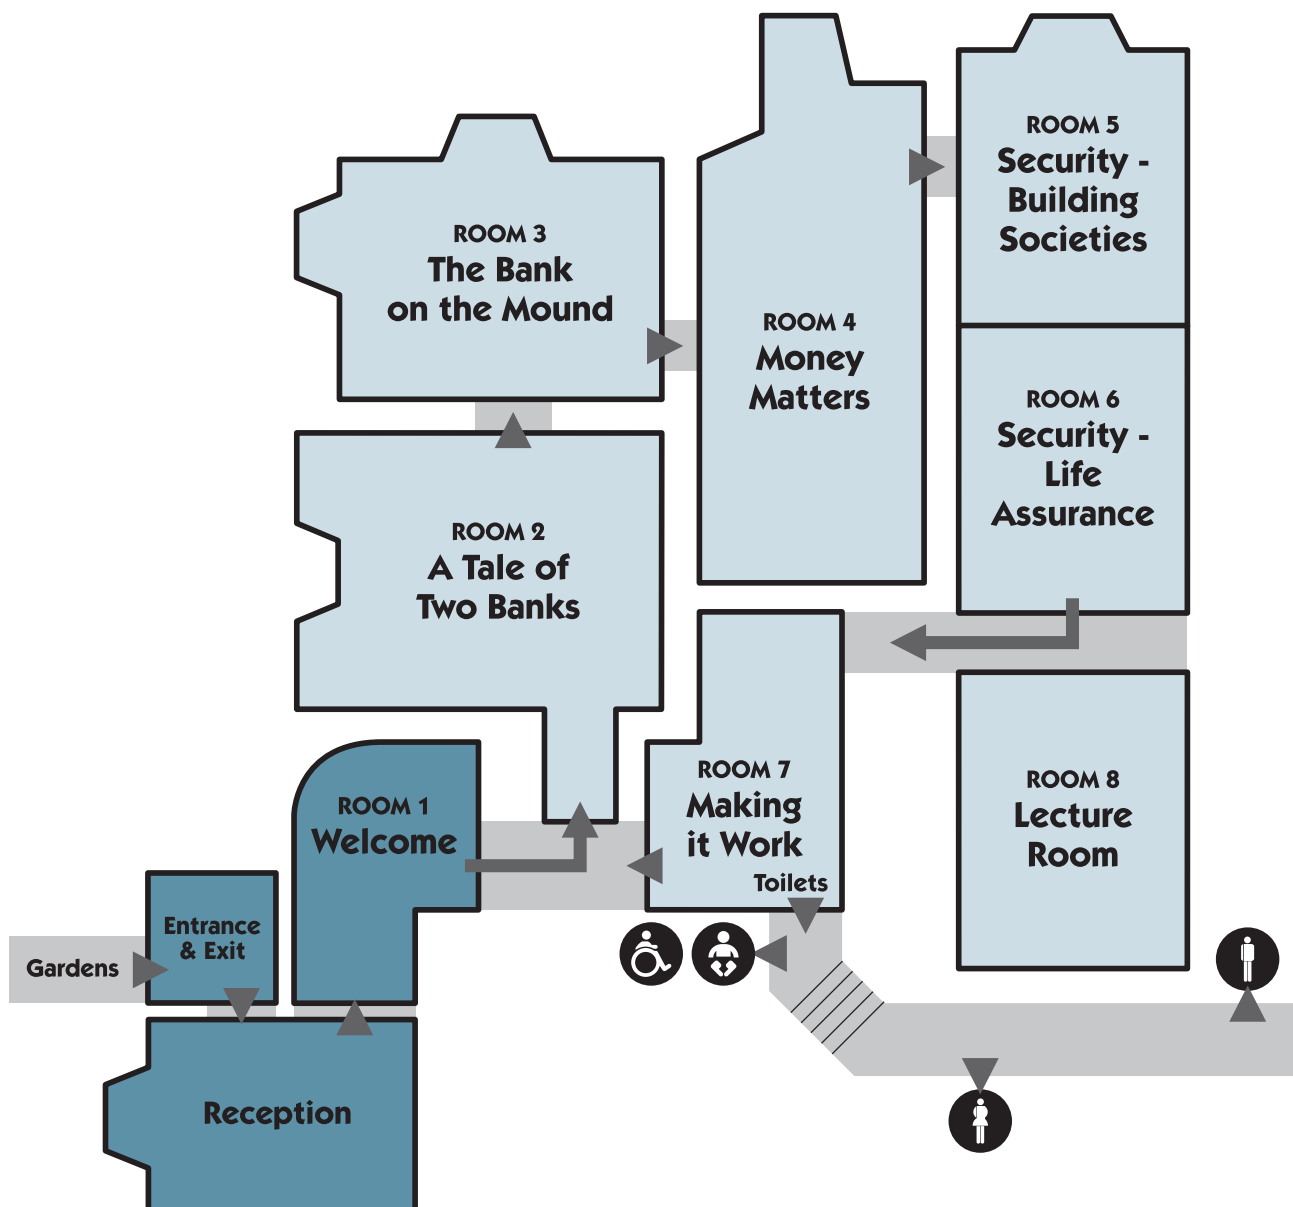 ROOM 5
Security -
Building
Societies
ROOM 3
The Bank
on the Mound
ROOM 4
Money
Matters
ROOM 6
Security -
Life
Assurance
ROOM 2
A Tale of
Two Banks
ROOM 7
Making
it Work
Toilets
ROOM 8
Lecture
Room
ROOM 1
Welcome
Entrance
& Exit
Gardens
Reception